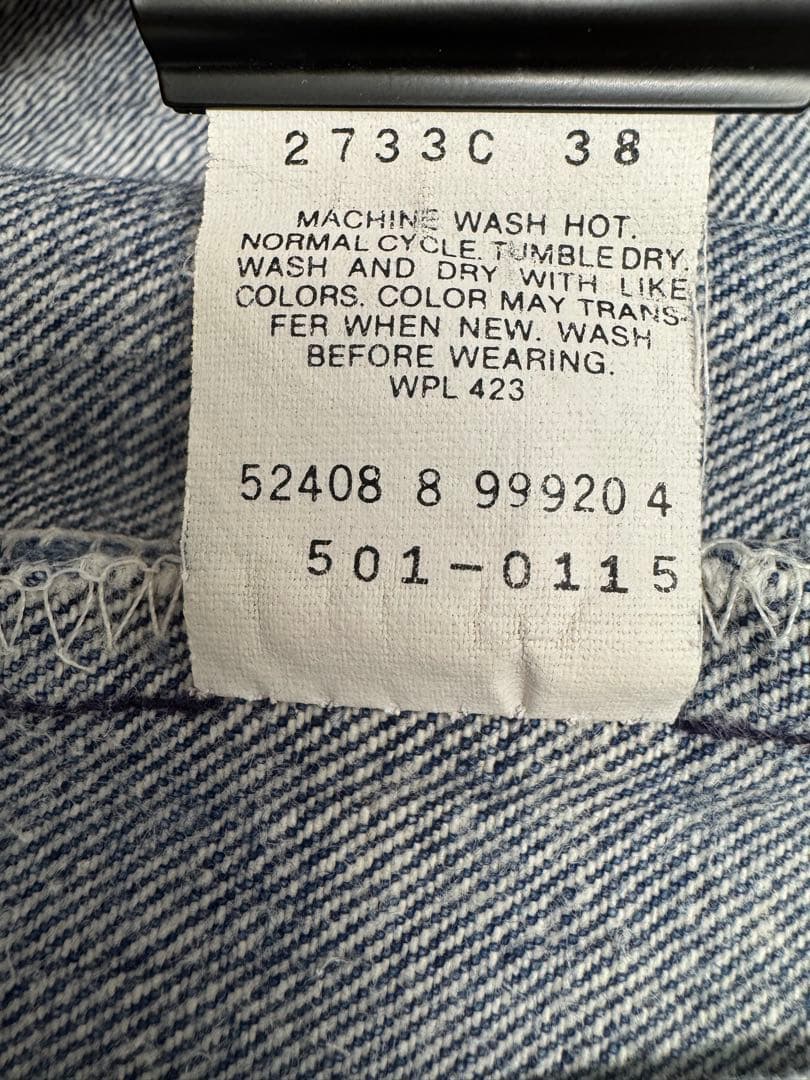 2733C 38
MACHINE WASH HOT.
NORMAL CYCLE. TUMBLE DRY.
WASH AND DRY WITH LIKE
COLORS. COLOR MAY TRANS-
FER WHEN NEW. WASH
BEFORE WEARING.
WPL 423
52408 8 999204
501-0115